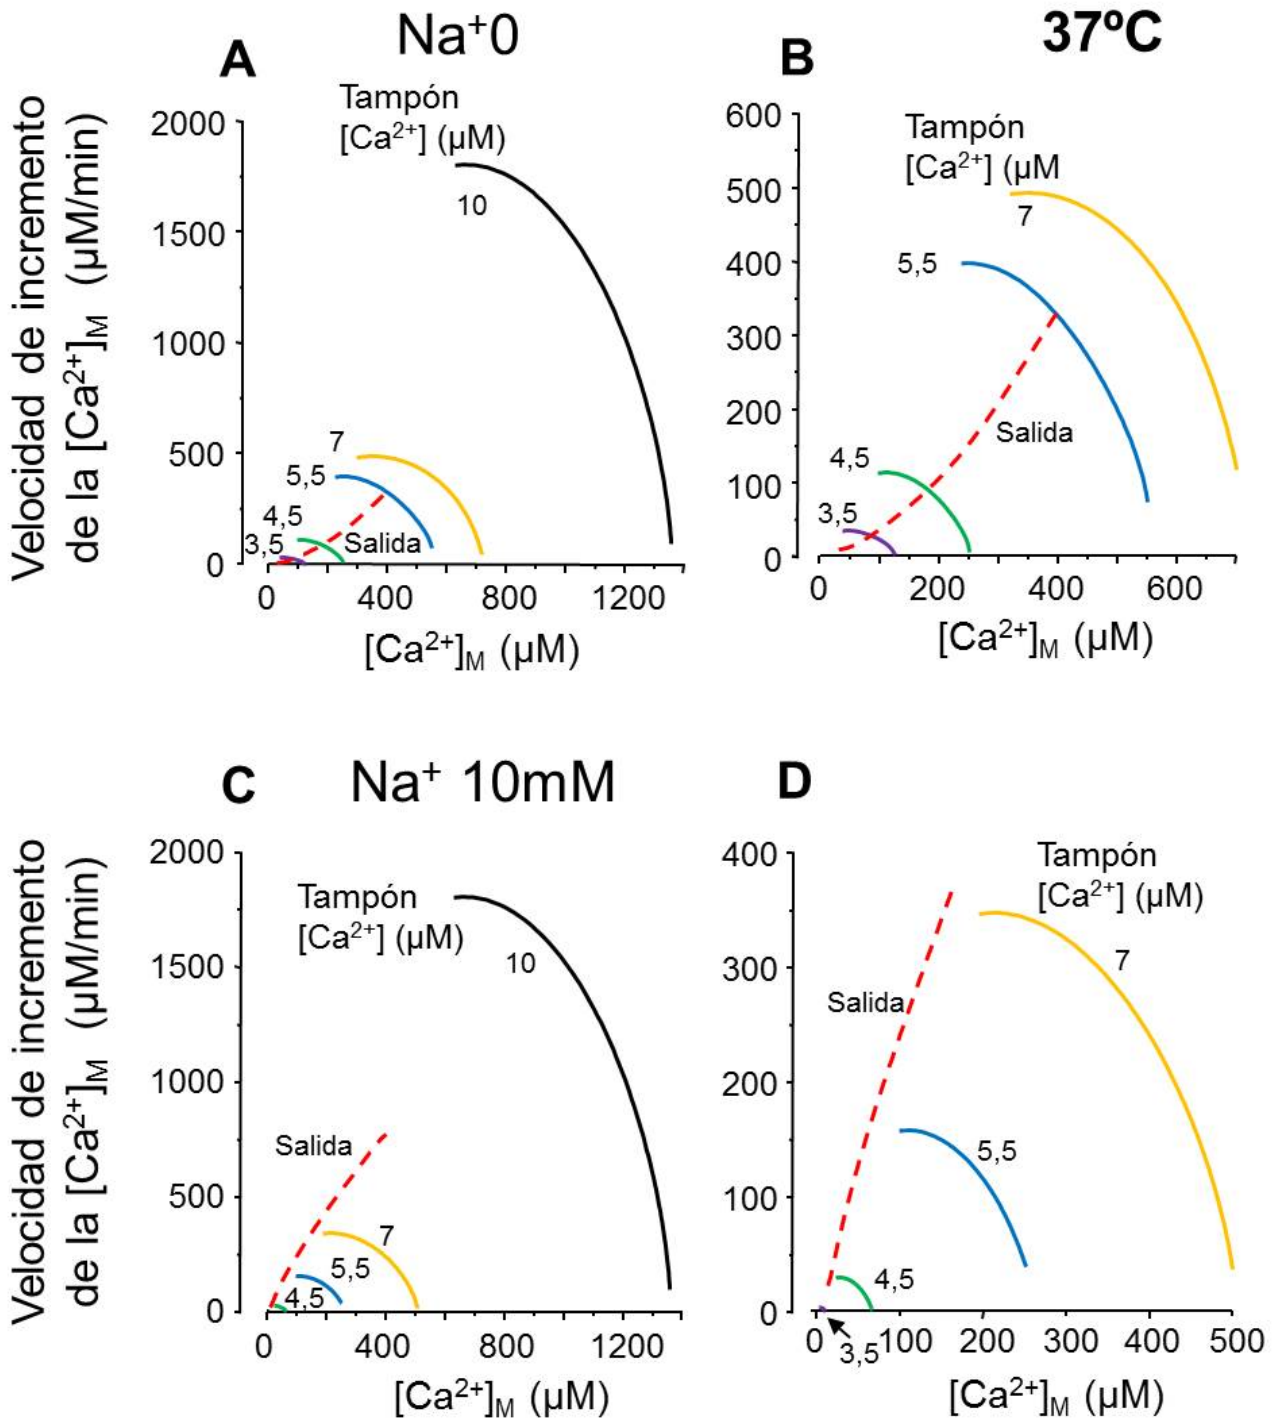 Na⁺0
37ºC
A
B
Tampón
[Ca²⁺] (µM)
Tampón
[Ca²⁺] (µM
Velocidad de incremento
de la [Ca²⁺]M (µM/min)
2000
1500
1000
500
0
10
7
5,5
4,5
3,5
Salida
0 400 800 1200
[Ca²⁺]M (µM)
600
500
400
300
200
100
0
7
5,5
4,5
3,5
Salida
0 200 400 600
[Ca²⁺]M (µM)
C
Na⁺ 10mM
D
Velocidad de incremento
de la [Ca²⁺]M (µM/min)
2000
1500
1000
500
0
Tampón
[Ca²⁺] (µM)
10
Salida
7
5,5
4,5
0 400 800 1200
[Ca²⁺]M (µM)
400
300
200
100
0
Tampón
[Ca²⁺] (µM)
7
Salida
5,5
4,5
3,5
0 100 200 300 400 500
[Ca²⁺]M (µM)